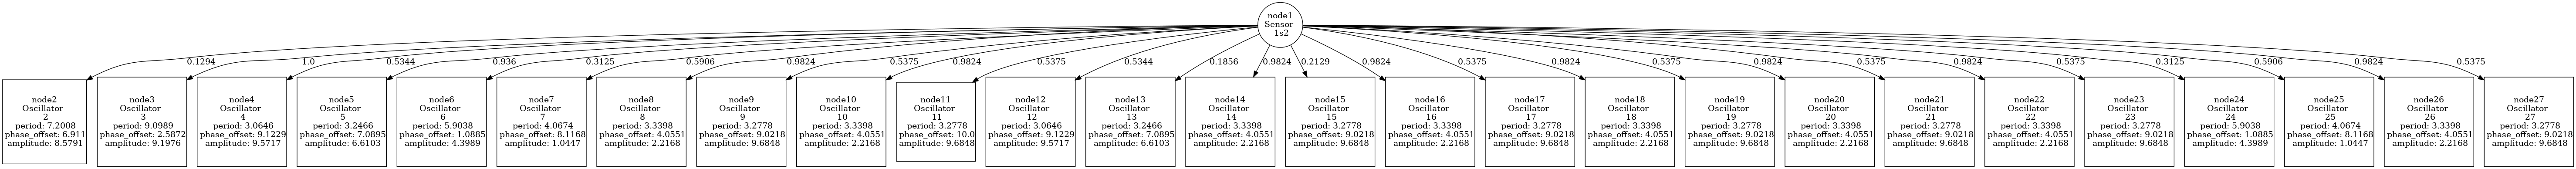 node1
Sensor
1s2
0.1294
1.0
-0.5344
0.936
-0.3125
0.5906
0.9824
-0.5375
0.9824
-0.5375
-0.5344
0.1856
0.9824
0.2129
0.9824
-0.5375
0.9824
-0.5375
0.9824
-0.5375
0.9824
-0.5375
-0.3125
0.5906
0.9824
-0.5375
node2
Oscillator
2
period: 7.2008
phase_offset: 6.911
amplitude: 8.5791
node3
Oscillator
3
period: 9.0989
phase_offset: 2.5872
amplitude: 9.1976
node4
Oscillator
4
period: 3.0646
phase_offset: 9.1229
amplitude: 9.5717
node5
Oscillator
5
period: 3.2466
phase_offset: 7.0895
amplitude: 6.6103
node6
Oscillator
6
period: 5.9038
phase_offset: 1.0885
amplitude: 4.3989
node7
Oscillator
7
period: 4.0674
phase_offset: 8.1168
amplitude: 1.0447
node8
Oscillator
8
period: 3.3398
phase_offset: 4.0551
amplitude: 2.2168
node9
Oscillator
9
period: 3.2778
phase_offset: 9.0218
amplitude: 9.6848
node10
Oscillator
10
period: 3.3398
phase_offset: 4.0551
amplitude: 2.2168
node11
Oscillator
11
period: 3.2778
phase_offset: 10.0
amplitude: 9.6848
node12
Oscillator
12
period: 3.0646
phase_offset: 9.1229
amplitude: 9.5717
node13
Oscillator
13
period: 3.2466
phase_offset: 7.0895
amplitude: 6.6103
node14
Oscillator
14
period: 3.3398
phase_offset: 4.0551
amplitude: 2.2168
node15
Oscillator
15
period: 3.2778
phase_offset: 9.0218
amplitude: 9.6848
node16
Oscillator
16
period: 3.3398
phase_offset: 4.0551
amplitude: 2.2168
node17
Oscillator
17
period: 3.2778
phase_offset: 9.0218
amplitude: 9.6848
node18
Oscillator
18
period: 3.3398
phase_offset: 4.0551
amplitude: 2.2168
node19
Oscillator
19
period: 3.2778
phase_offset: 9.0218
amplitude: 9.6848
node20
Oscillator
20
period: 3.3398
phase_offset: 4.0551
amplitude: 2.2168
node21
Oscillator
21
period: 3.2778
phase_offset: 9.0218
amplitude: 9.6848
node22
Oscillator
22
period: 3.3398
phase_offset: 4.0551
amplitude: 2.2168
node23
Oscillator
23
period: 3.2778
phase_offset: 9.0218
amplitude: 9.6848
node24
Oscillator
24
period: 5.9038
phase_offset: 1.0885
amplitude: 4.3989
node25
Oscillator
25
period: 4.0674
phase_offset: 8.1168
amplitude: 1.0447
node26
Oscillator
26
period: 3.3398
phase_offset: 4.0551
amplitude: 2.2168
node27
Oscillator
27
period: 3.2778
phase_offset: 9.0218
amplitude: 9.6848